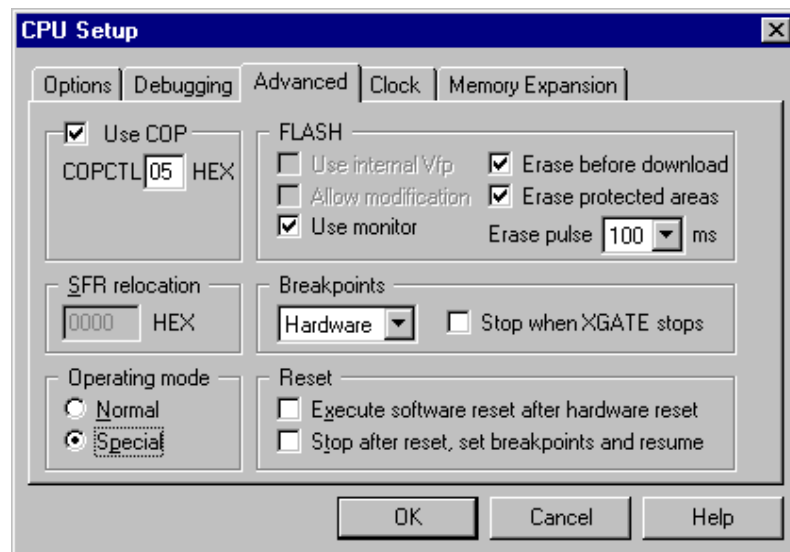 CPU Setup
Options Debugging Advanced Clock Memory Expansion
Use COP
COPCTL 05 HEX
FLASH
Use internal Vfp
Erase before download
Allow modification
Erase protected areas
Use monitor
Erase pulse 100 ms
SFR relocation
0000 HEX
Breakpoints
Hardware
Stop when XGATE stops
Operating mode
Normal
Special
Reset
Execute software reset after hardware reset
Stop after reset, set breakpoints and resume
OK Cancel Help